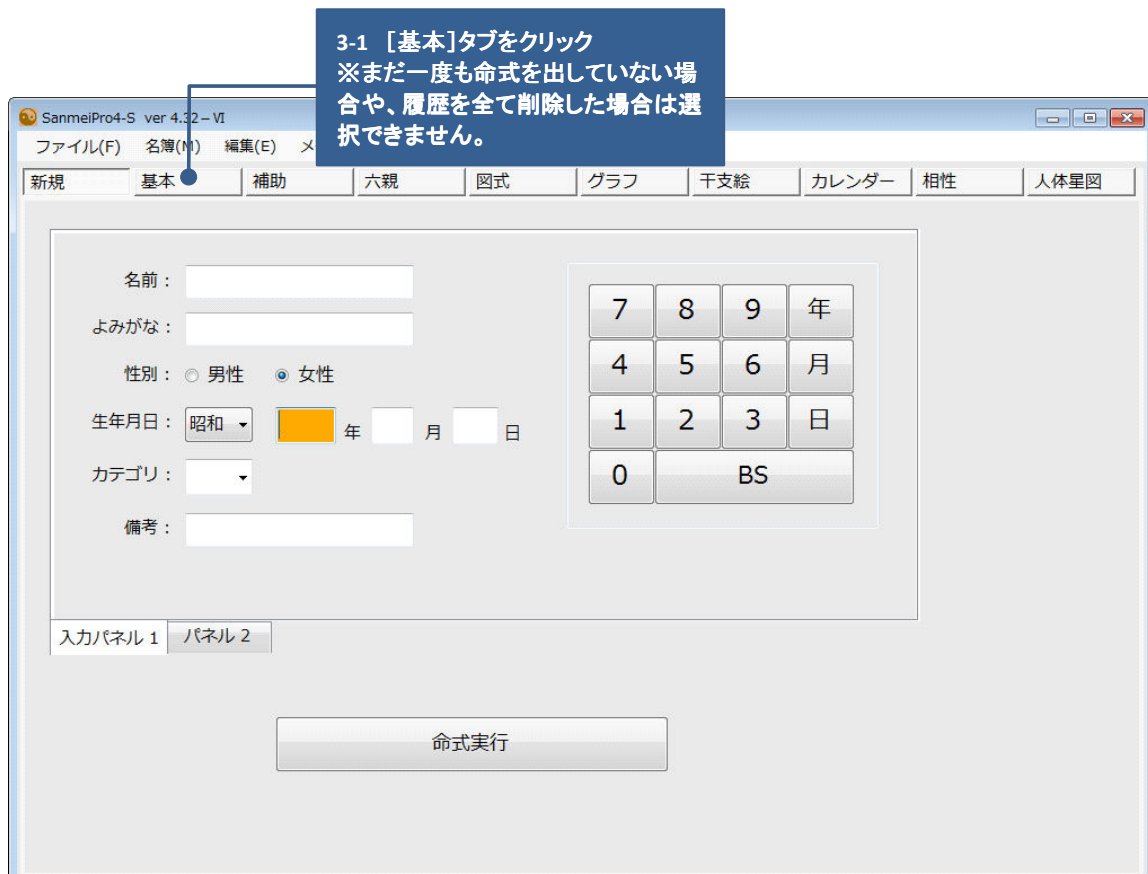 3-1 [基本]タブをクリック
※まだ一度も命式を出していない場
合や、履歴を全て削除した場合は選
択できません。
SanmeiPro4-S ver 4.32 – VI
ファイル(F) 名簿(M) 編集(E) メ
新規 基本 補助 六親 図式 グラフ 干支絵 カレンダー 相性 人体星図
名前：
よみがな：
性別： 男性 女性
生年月日： 昭和 年 月 日
カテゴリ：
備考：
7 8 9 年
4 5 6 月
1 2 3 日
0 BS
入力パネル 1 パネル 2
命式実行